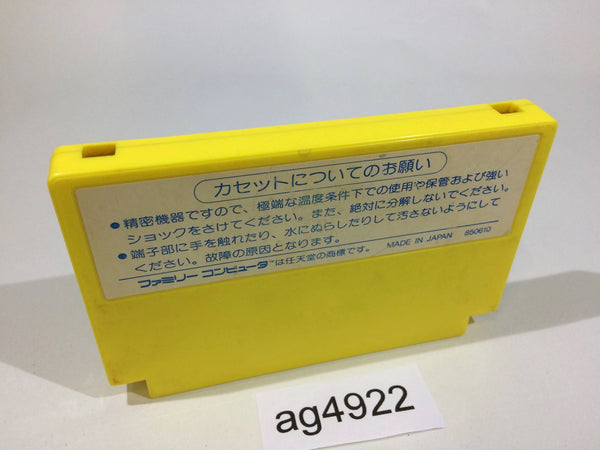 カセットについてのお願い
●精密機器ですので、極端な温度条件下での使用や保管および強い
ショックをさけてください。また、絶対に分解しないでください。
●端子部に手を触れたり、水にぬらしたりして汚さないようにして
ください。故障の原因となります。
ファミリー コンピュータ™は任天堂の商標です。 MADE IN JAPAN 850610
ag4922